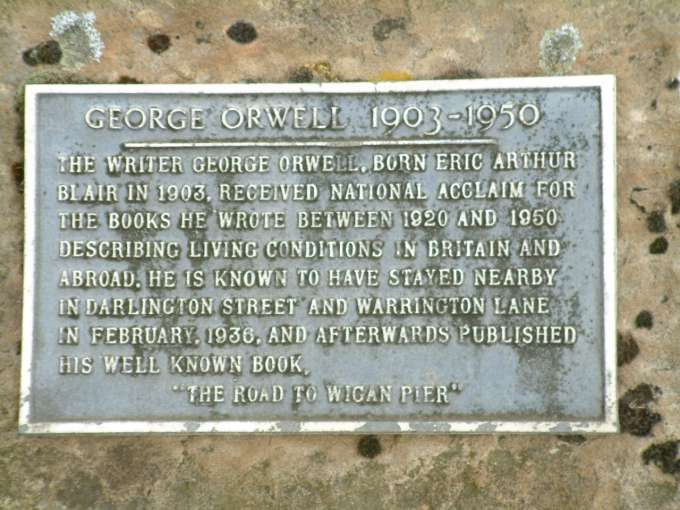 GEORGE ORWELL 1903-1950
THE WRITER GEORGE ORWELL, BORN ERIC ARTHUR
BLAIR IN 1903, RECEIVED NATIONAL ACCLAIM FOR
THE BOOKS HE WROTE BETWEEN 1920 AND 1950
DESCRIBING LIVING CONDITIONS IN BRITAIN AND
ABROAD. HE IS KNOWN TO HAVE STAYED NEARBY
IN DARLINGTON STREET AND WARRINGTON LANE
IN FEBRUARY, 1936, AND AFTERWARDS PUBLISHED
HIS WELL KNOWN BOOK,
"THE ROAD TO WIGAN PIER"